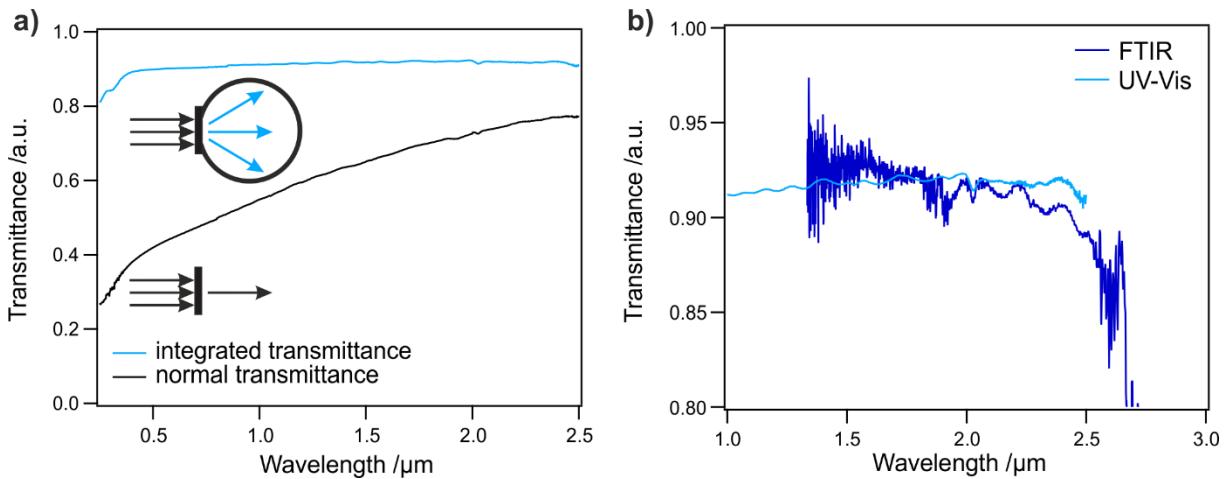 a)
1.0
0.8
0.6
0.4
0.2
0.0
Transmittance /a.u.
integrated transmittance
normal transmittance
0.5
1.0
1.5
2.0
2.5
Wavelength /µm
b)
1.00
0.95
0.90
0.85
0.80
Transmittance /a.u.
FTIR
UV-Vis
1.0
1.5
2.0
2.5
3.0
Wavelength /µm